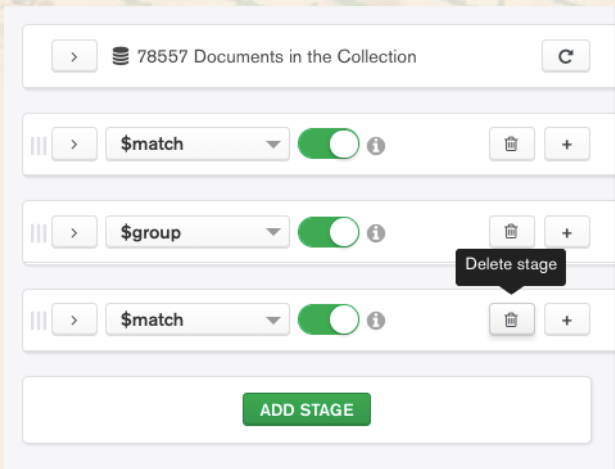 78557 Documents in the Collection
$match
$group
Delete stage
$match
ADD STAGE